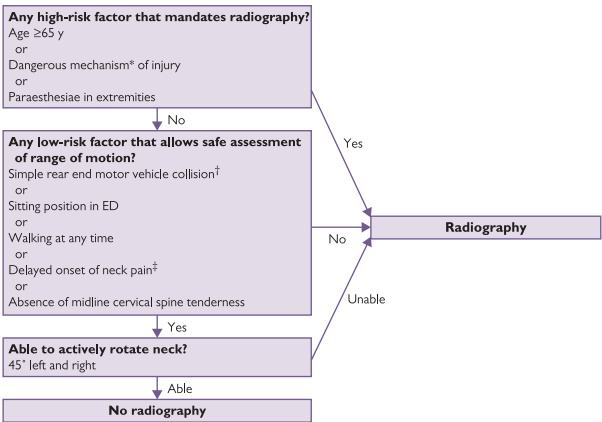 Any high-risk factor that mandates radiography?
Age ≥65 y
or
Dangerous mechanism* of injury
or
Paraesthesiae in extremities
No
Yes
Any low-risk factor that allows safe assessment
of range of motion?
Simple rear end motor vehicle collision†
or
Sitting position in ED
or
Walking at any time
or
Delayed onset of neck pain‡
or
Absence of midline cervical spine tenderness
No
Radiography
Yes
Unable
Able to actively rotate neck?
45° left and right
Able
No radiography